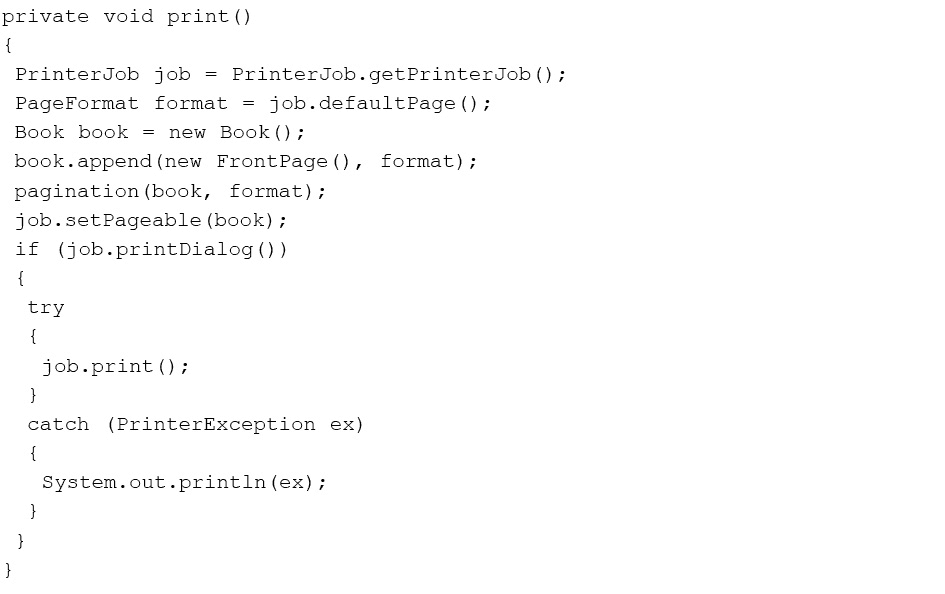 private void print()
{
 PrinterJob job = PrinterJob.getPrinterJob();
 PageFormat format = job.defaultPage();
 Book book = new Book();
 book.append(new FrontPage(), format);
 pagination(book, format);
 job.setPageable(book);
 if (job.printDialog())
 {
  try
  {
   job.print();
  }
  catch (PrinterException ex)
  {
   System.out.println(ex);
  }
 }
}